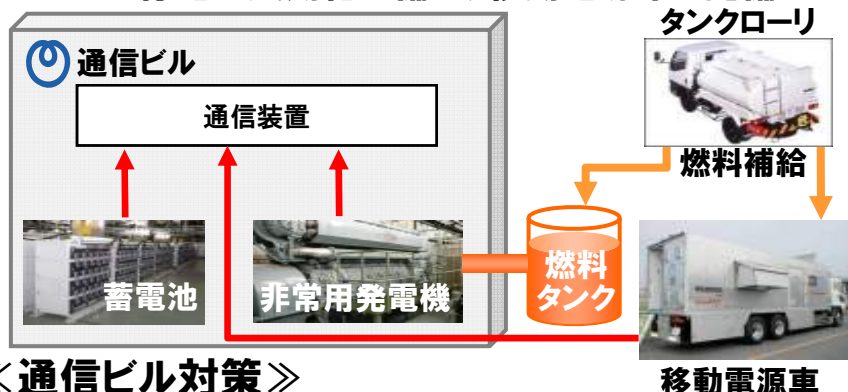 タンクローリ
通信ビル
通信装置
燃料補給
蓄電池
非常用発電機
燃料
タンク
通信ビル対策≫
移動電源車